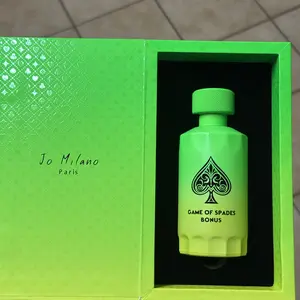 Jo Milano
Paris
GAME OF SPADES
BONUS